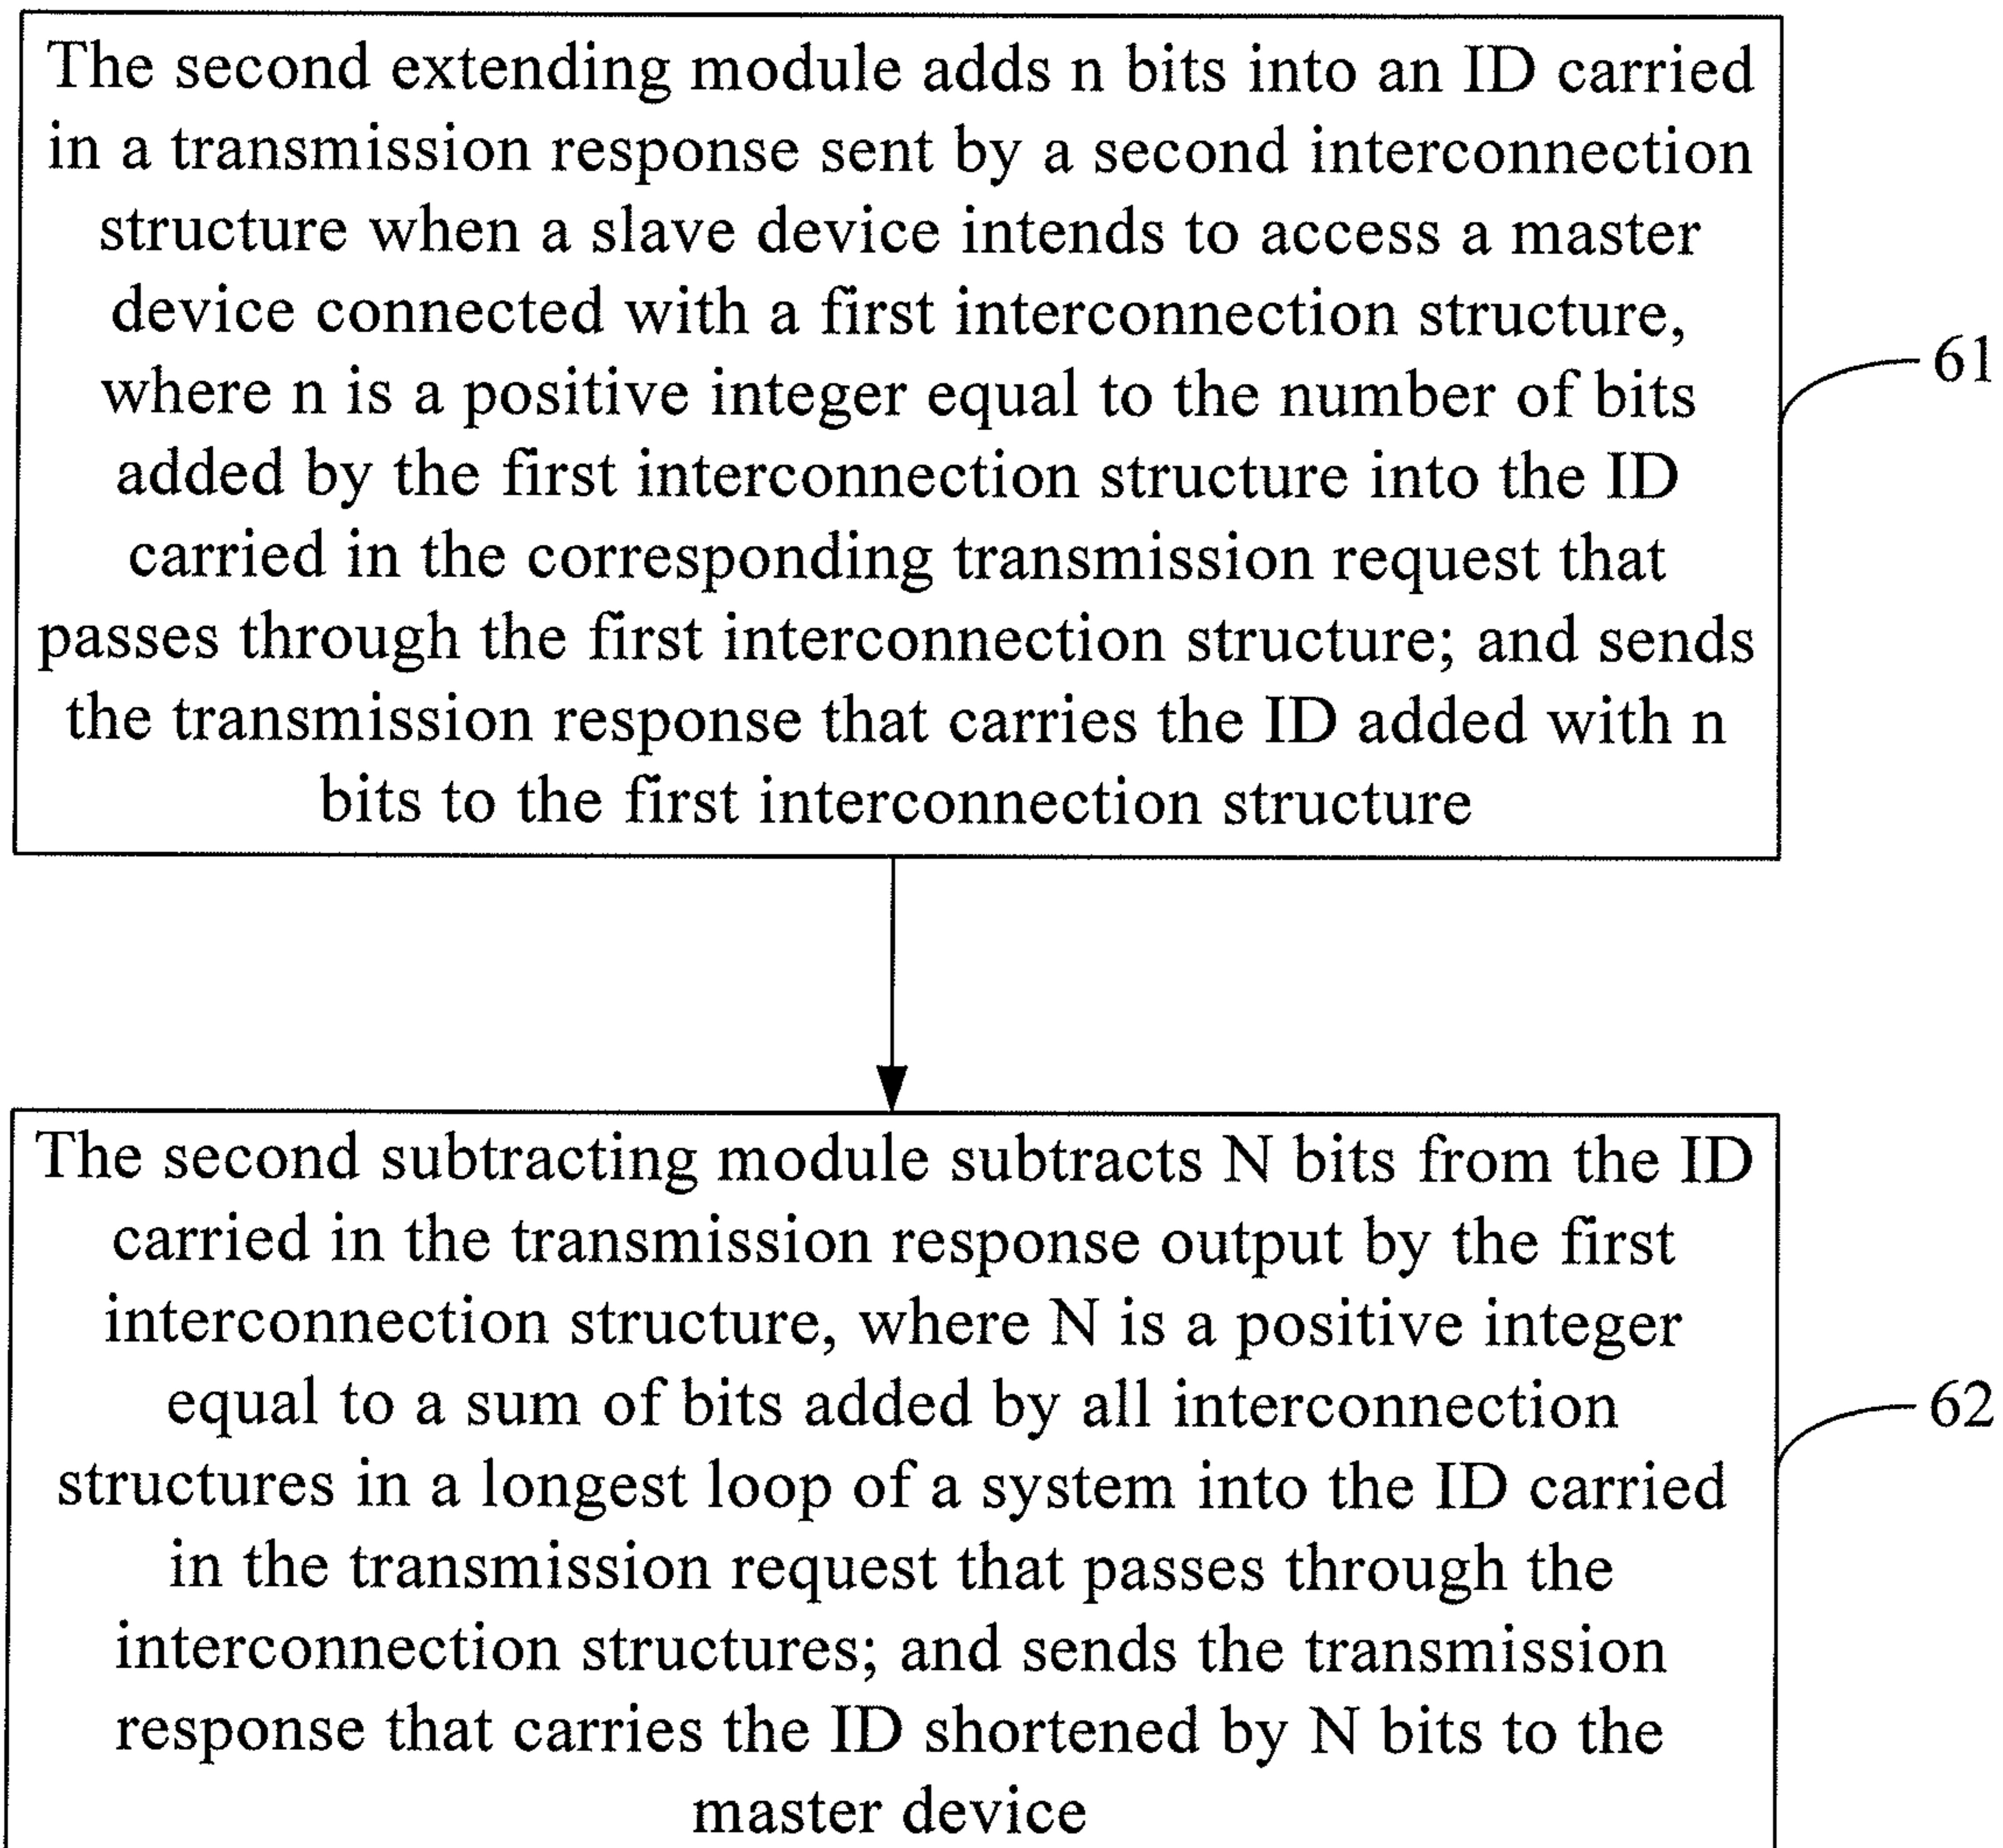 The second extending module adds n bits into an ID carried
in a transmission response sent by a second interconnection
structure when a slave device intends to access a master
device connected with a first interconnection structure,
where n is a positive integer equal to the number of bits
added by the first interconnection structure into the ID
carried in the corresponding transmission request that
passes through the first interconnection structure; and sends
the transmission response that carries the ID added with n
bits to the first interconnection structure
61
The second subtracting module subtracts N bits from the ID
carried in the transmission response output by the first
interconnection structure, where N is a positive integer
equal to a sum of bits added by all interconnection
structures in a longest loop of a system into the ID carried
in the transmission request that passes through the
interconnection structures; and sends the transmission
response that carries the ID shortened by N bits to the
master device
62